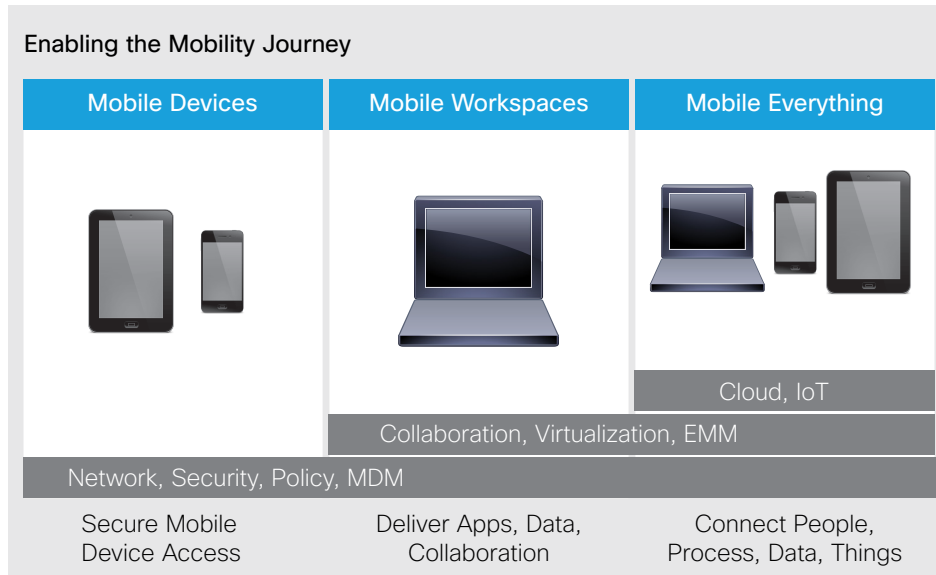 Enabling the Mobility Journey
Mobile Devices
Mobile Workspaces
Mobile Everything
Cloud, IoT
Collaboration, Virtualization, EMM
Network, Security, Policy, MDM
Secure Mobile
Device Access
Deliver Apps, Data,
Collaboration
Connect People,
Process, Data, Things